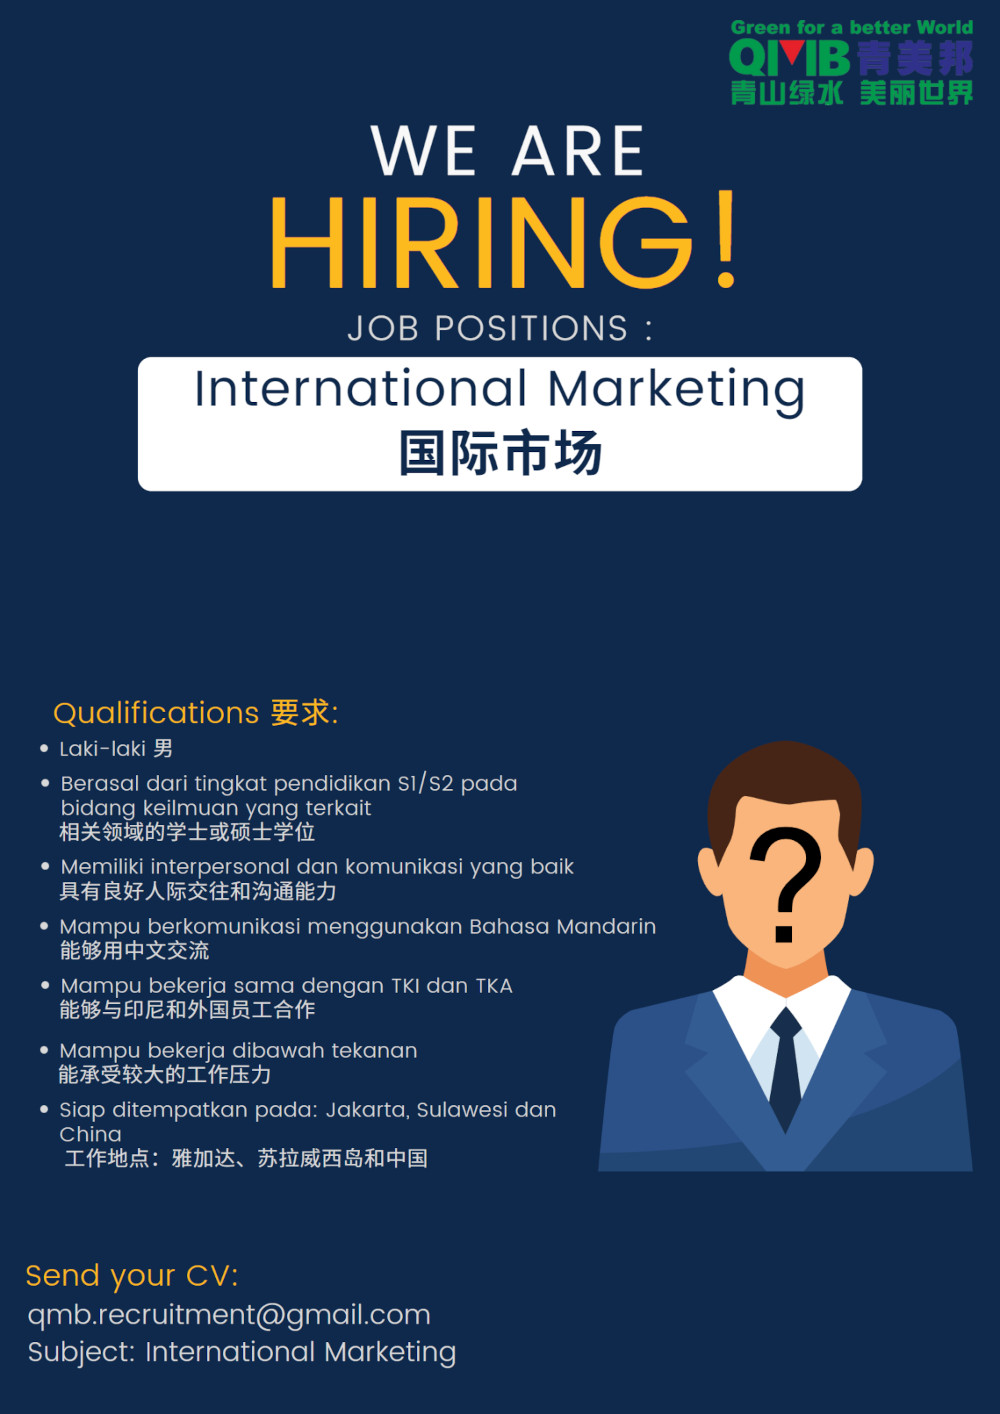 Green for a better World
QMB 青美邦
青山绿水 美丽世界
WE ARE
HIRING!
JOB POSITIONS :
International Marketing
国际市场
Qualifications 要求:
• Laki-laki 男
• Berasal dari tingkat pendidikan S1/S2 pada
bidang keilmuan yang terkait
相关领域的学士或硕士学位
• Memiliki interpersonal dan komunikasi yang baik
具有良好人际交往和沟通能力
• Mampu berkomunikasi menggunakan Bahasa Mandarin
能够用中文交流
• Mampu bekerja sama dengan TKI dan TKA
能够与印尼和外国员工合作
• Mampu bekerja dibawah tekanan
能承受较大的工作压力
• Siap ditempatkan pada: Jakarta, Sulawesi dan
China
工作地点：雅加达、苏拉威西岛和中国
?
Send your CV:
qmb.recruitment@gmail.com
Subject: International Marketing